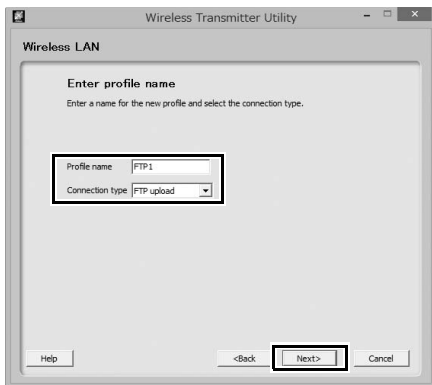 Wireless Transmitter Utility
Wireless LAN
Enter profile name
Enter a name for the new profile and select the connection type.
Profile name FTP1
Connection type FTP upload
Help <Back Next> Cancel